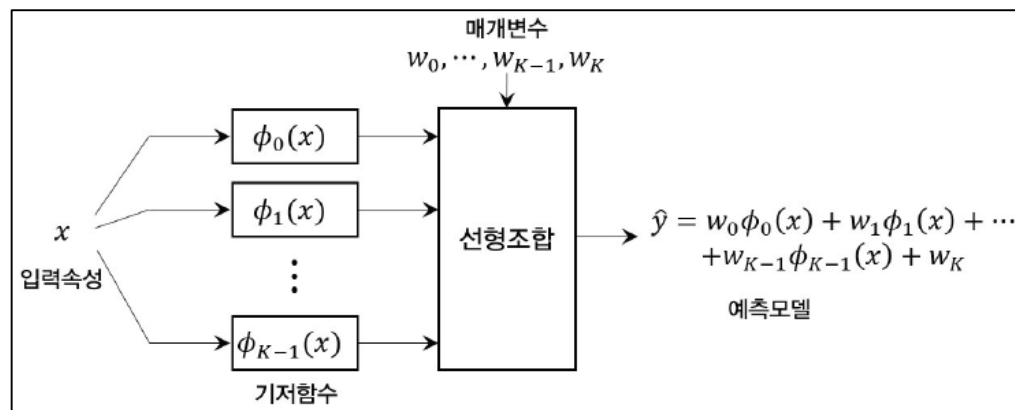 매개변수
w_0, ⋯, w_{K-1}, w_K
ϕ_0(x)
ϕ_1(x)
x
입력속성
⋮
ϕ_{K-1}(x)
기저함수
선형조합
ŷ = w_0ϕ_0(x) + w_1ϕ_1(x) + ⋯
+w_{K-1}ϕ_{K-1}(x) + w_K
예측모델